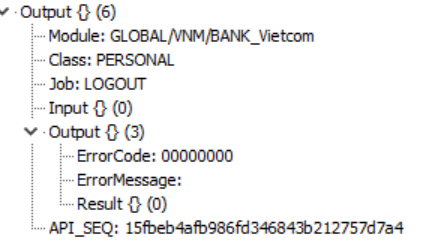 Output {} (6)
Module: GLOBAL/VNM/BANK_Vietcom
Class: PERSONAL
Job: LOGOUT
Input {} (0)
Output {} (3)
ErrorCode: 00000000
ErrorMessage:
Result {} (0)
API_SEQ: 15fbeb4afb986fd346843b212757d7a4